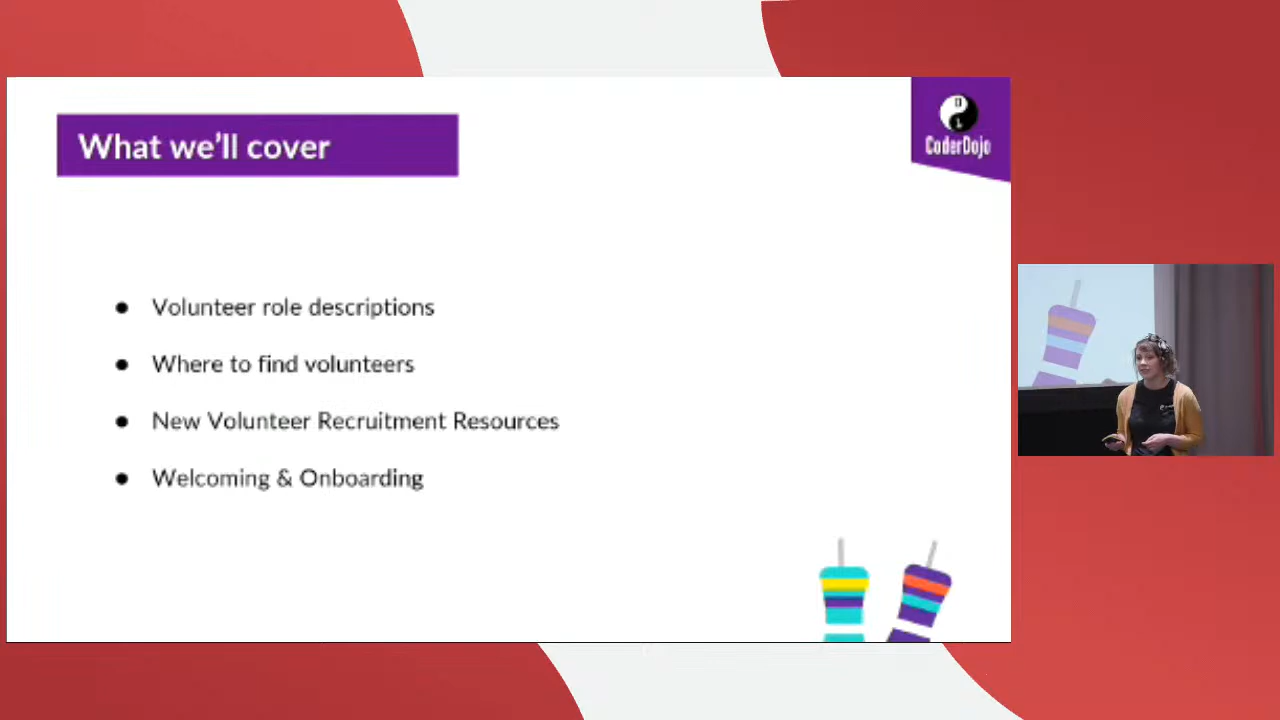 What we'll cover
CoderDojo
● Volunteer role descriptions
● Where to find volunteers
● New Volunteer Recruitment Resources
● Welcoming & Onboarding